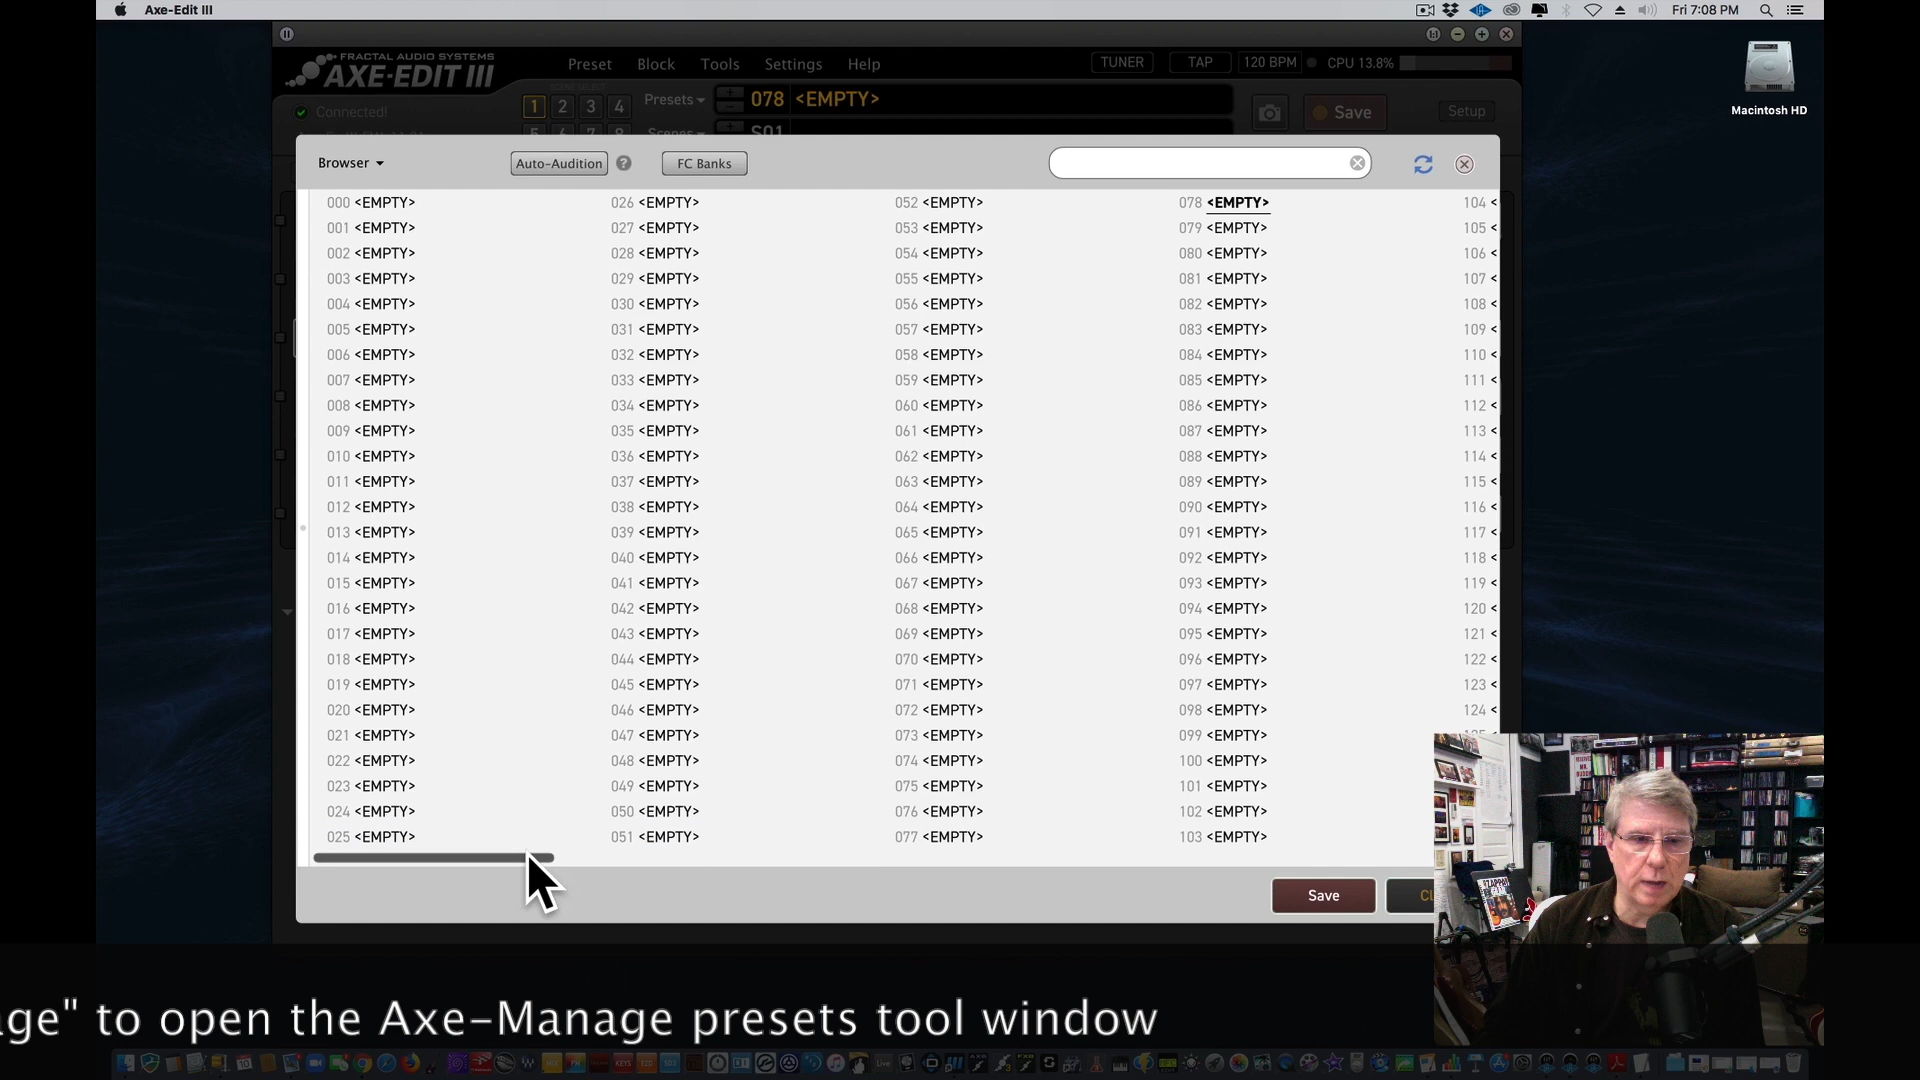 Axe-Edit III
Fri 7:08 PM
Macintosh HD
FRACTAL AUDIO SYSTEMS
AXE-EDIT III
Preset Block Tools Settings Help
TUNER TAP 120 BPM CPU 13.8%
Connected!
1 2 3 4
Presets
078 <EMPTY>
Save
Setup
Scenes
S01
Browser
Auto-Audition
?
FC Banks
000 <EMPTY> 026 <EMPTY> 052 <EMPTY> 078 <EMPTY> 104 <
001 <EMPTY> 027 <EMPTY> 053 <EMPTY> 079 <EMPTY> 105 <
002 <EMPTY> 028 <EMPTY> 054 <EMPTY> 080 <EMPTY> 106 <
003 <EMPTY> 029 <EMPTY> 055 <EMPTY> 081 <EMPTY> 107 <
004 <EMPTY> 030 <EMPTY> 056 <EMPTY> 082 <EMPTY> 108 <
005 <EMPTY> 031 <EMPTY> 057 <EMPTY> 083 <EMPTY> 109 <
006 <EMPTY> 032 <EMPTY> 058 <EMPTY> 084 <EMPTY> 110 <
007 <EMPTY> 033 <EMPTY> 059 <EMPTY> 085 <EMPTY> 111 <
008 <EMPTY> 034 <EMPTY> 060 <EMPTY> 086 <EMPTY> 112 <
009 <EMPTY> 035 <EMPTY> 061 <EMPTY> 087 <EMPTY> 113 <
010 <EMPTY> 036 <EMPTY> 062 <EMPTY> 088 <EMPTY> 114 <
011 <EMPTY> 037 <EMPTY> 063 <EMPTY> 089 <EMPTY> 115 <
012 <EMPTY> 038 <EMPTY> 064 <EMPTY> 090 <EMPTY> 116 <
013 <EMPTY> 039 <EMPTY> 065 <EMPTY> 091 <EMPTY> 117 <
014 <EMPTY> 040 <EMPTY> 066 <EMPTY> 092 <EMPTY> 118 <
015 <EMPTY> 041 <EMPTY> 067 <EMPTY> 093 <EMPTY> 119 <
016 <EMPTY> 042 <EMPTY> 068 <EMPTY> 094 <EMPTY> 120 <
017 <EMPTY> 043 <EMPTY> 069 <EMPTY> 095 <EMPTY> 121 <
018 <EMPTY> 044 <EMPTY> 070 <EMPTY> 096 <EMPTY> 122 <
019 <EMPTY> 045 <EMPTY> 071 <EMPTY> 097 <EMPTY> 123 <
020 <EMPTY> 046 <EMPTY> 072 <EMPTY> 098 <EMPTY> 124 <
021 <EMPTY> 047 <EMPTY> 073 <EMPTY> 099 <EMPTY>
022 <EMPTY> 048 <EMPTY> 074 <EMPTY> 100 <EMPTY>
023 <EMPTY> 049 <EMPTY> 075 <EMPTY> 101 <EMPTY>
024 <EMPTY> 050 <EMPTY> 076 <EMPTY> 102 <EMPTY>
025 <EMPTY> 051 <EMPTY> 077 <EMPTY> 103 <EMPTY>
Save
ZAPPA
age" to open the Axe-Manage presets tool window